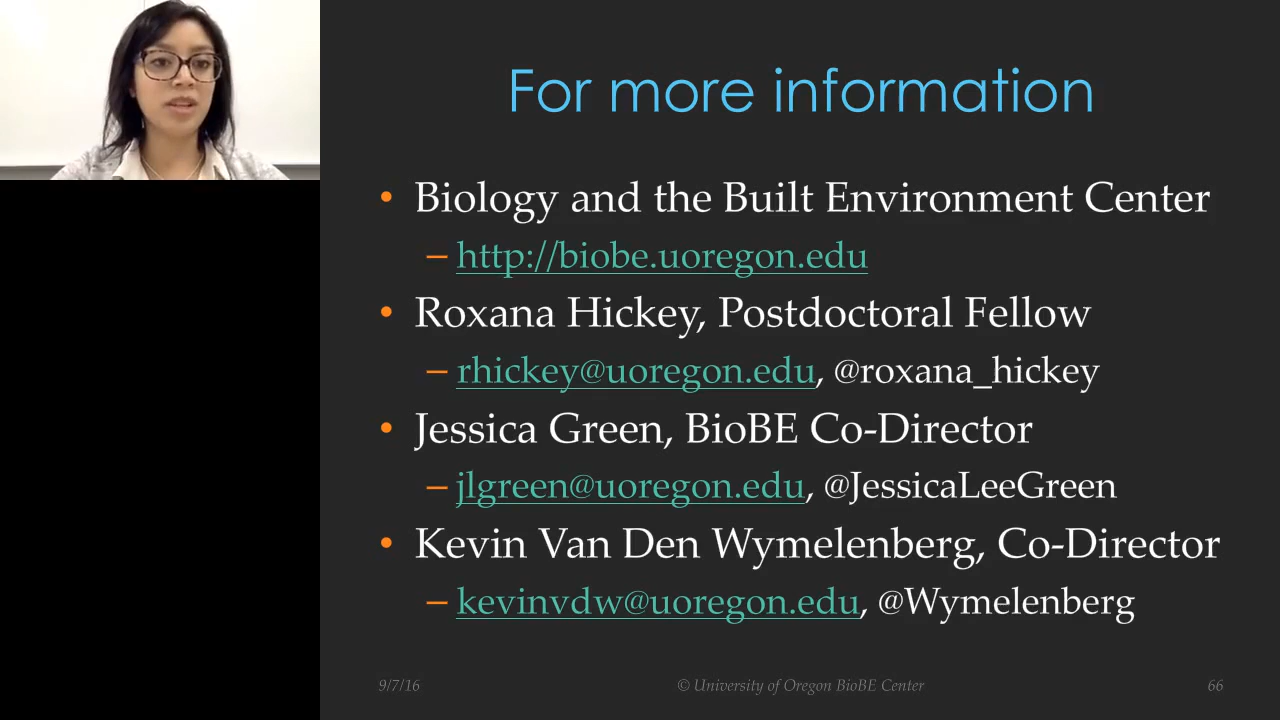 For more information
• Biology and the Built Environment Center
– http://biobe.uoregon.edu
• Roxana Hickey, Postdoctoral Fellow
– rhickey@uoregon.edu, @roxana_hickey
• Jessica Green, BioBE Co-Director
– jlgreen@uoregon.edu, @JessicaLeeGreen
• Kevin Van Den Wymelenberg, Co-Director
– kevinvdw@uoregon.edu, @Wymelenberg
9/7/16 © University of Oregon BioBE Center 66